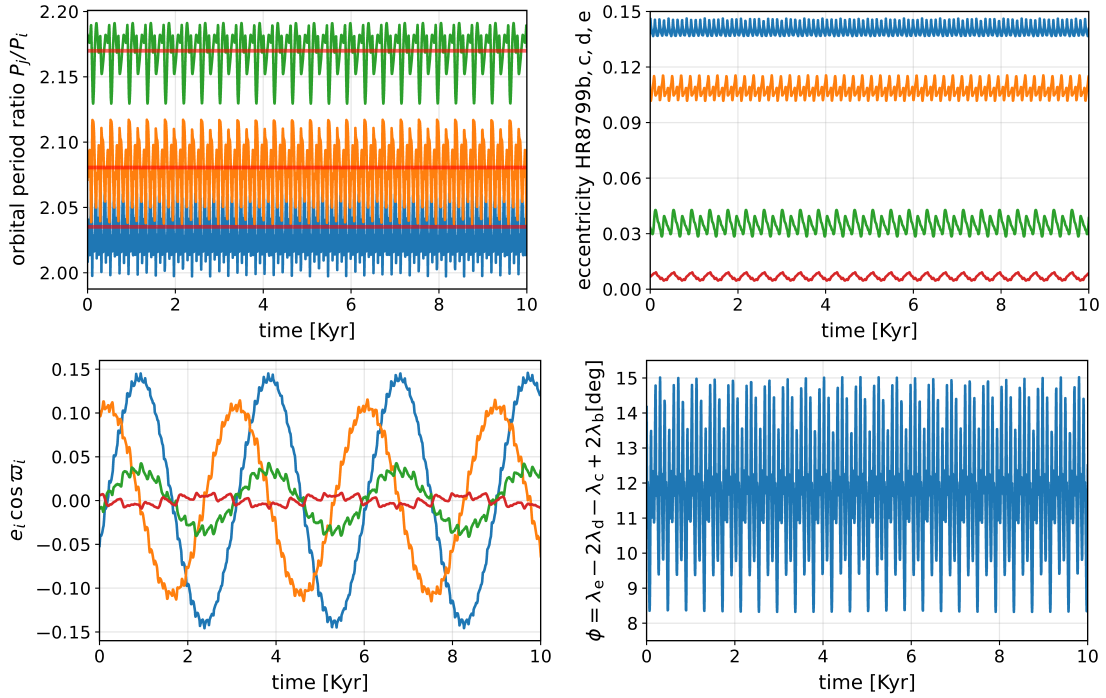 orbital period ratio P_j/P_i
2.20
2.15
2.10
2.05
2.00
0 2 4 6 8 10
time [Kyr]
eccentricity HR8799b, c, d, e
0.15
0.12
0.09
0.06
0.03
0.00
0 2 4 6 8 10
time [Kyr]
e_i cos ϖ_i
0.15
0.10
0.05
0.00
−0.05
−0.10
−0.15
0 2 4 6 8 10
time [Kyr]
ϕ = λ_e − 2λ_d − λ_c + 2λ_b[deg]
15
14
13
12
11
10
9
8
0 2 4 6 8 10
time [Kyr]